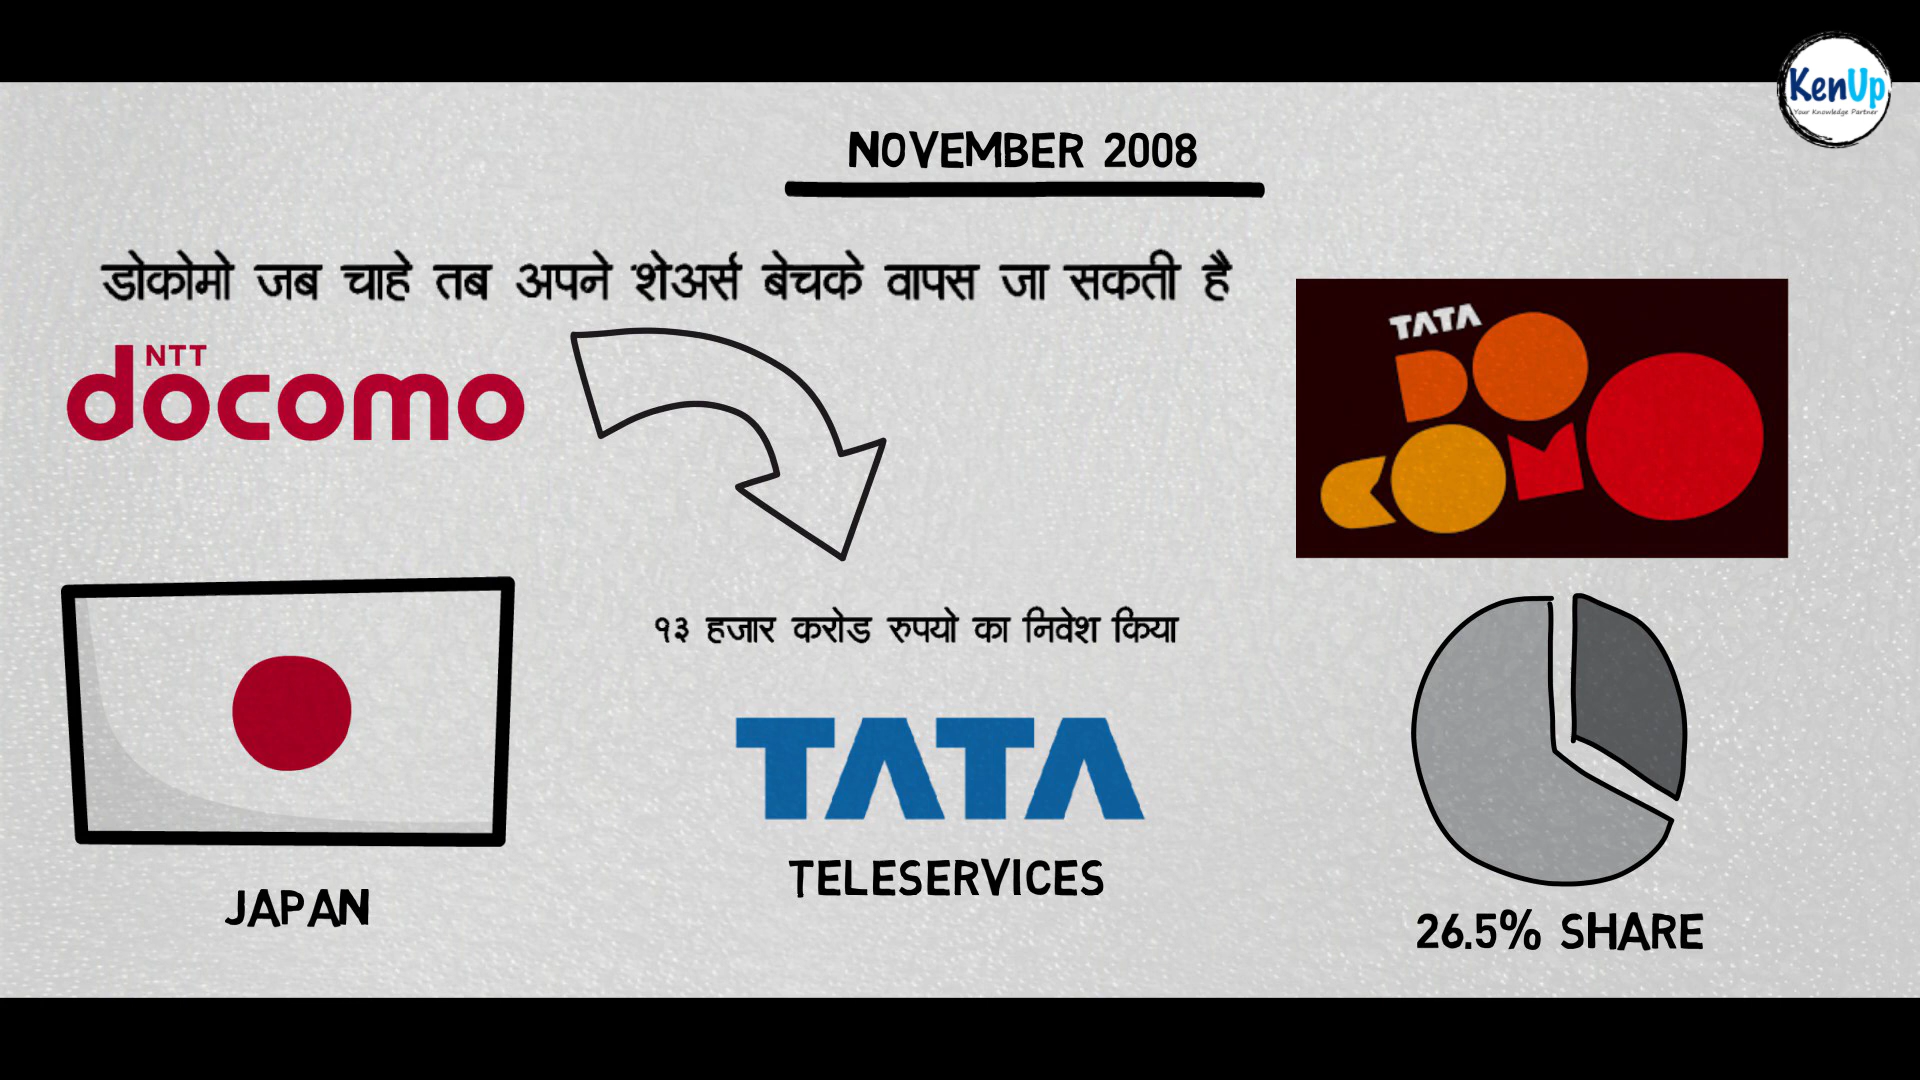 KenUp
Your Knowledge Partner
NOVEMBER 2008
डोकोमो जब चाहे तब अपने शेअर्स बेचके वापस जा सकती है
NTT
docomo
TATA
DO
COMO
१३ हजार करोड रुपयो का निवेश किया
TATA
TELESERVICES
JAPAN
26.5% SHARE